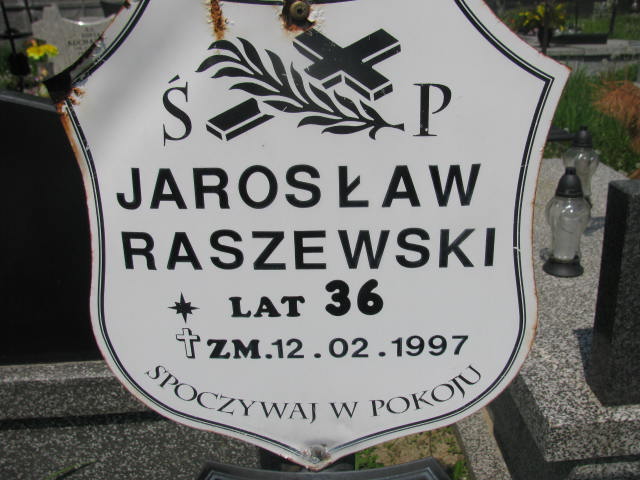 Ś P
JAROSŁAW
RASZEWSKI
LAT 36
ZM. 12.02.1997
SPOCZYWAJ W POKOJU